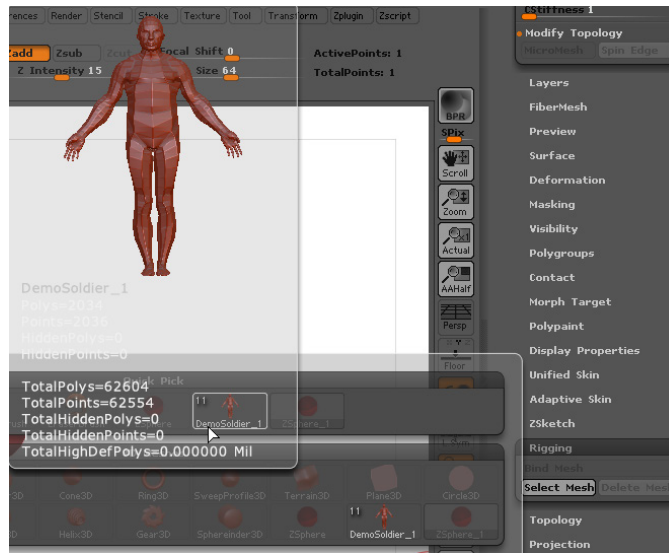 rences Render Stencil Stroke Texture Tool Transform Zplugin Zscript
Zadd Zsub Zcut Focal Shift 0 ActivePoints: 1
Z Intensity 15 Size 64 TotalPoints: 1
CStiffness 1
Modify Topology
MicroMesh Spin Edge
Layers
FiberMesh
Preview
Surface
Deformation
Masking
Visibility
Polygroups
Contact
Morph Target
Polypaint
Display Properties
Unified Skin
Adaptive Skin
ZSketch
Rigging
Bind Mesh
Select Mesh Delete Mes
Topology
Projection
BPR
SPix
Scroll
Zoom
Actual
AAHalf
Persp
Floor
DemoSoldier_1
Polys=2034
Points=2036
HiddenPolys=0
HiddenPoints=0
TotalPolys=62604
TotalPoints=62554
TotalHiddenPolys=0
TotalHiddenPoints=0
TotalHighDefPolys=0.000000 Mil
Pick
11
DemoSoldier_1 ZSphere_1
Cone3D Ring3D SweepProfile3D Terrain3D Plane3D Circle3D
11
Helix3D Gear3D Sphereinder3D ZSphere DemoSoldier_1 ZSphere_1